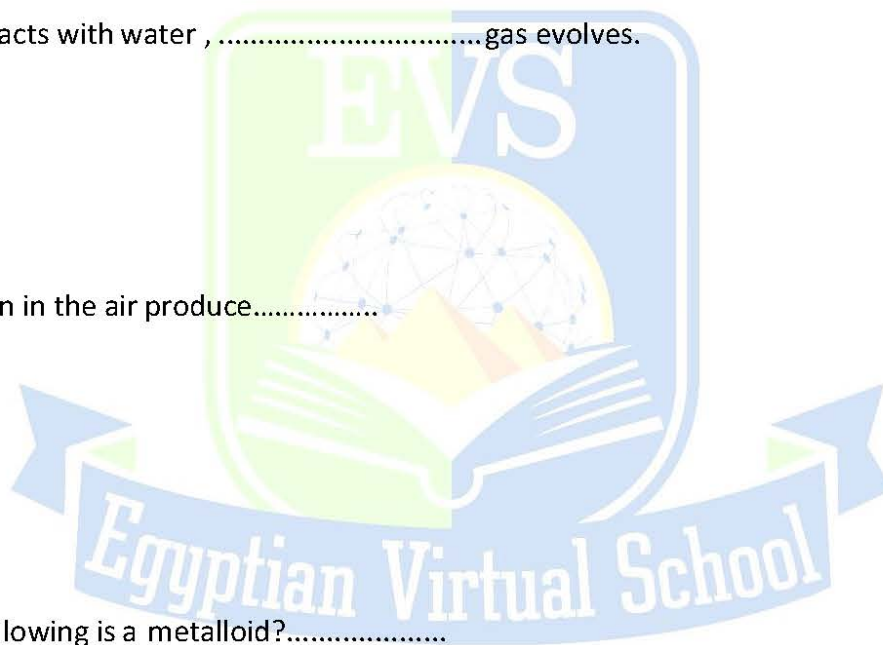 acts with water , .................................gas evolves.
EVS
n in the air produce................
Egyptian Virtual School
lowing is a metalloid?....................